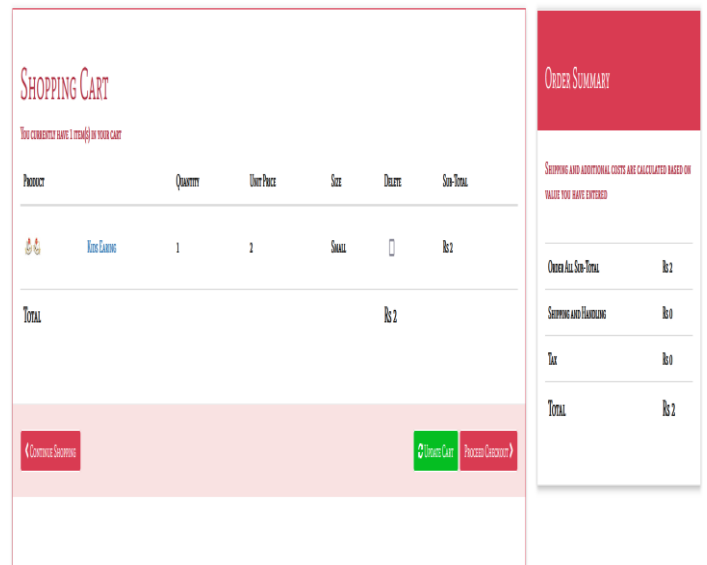 Shopping Cart
You currently have 1 item(s) in your cart
Product Quantity Unit Price Size Delete Sub-Total
Kids Earing 1 2 Small Rs 2
Total Rs 2
Continue Shopping Update Cart Proceed Checkout
Order Summary
Shipping and additional costs are calculated based on
value you have entered
Order All Sub-Total Rs 2
Shipping and Handling Rs 0
Tax Rs 0
Total Rs 2